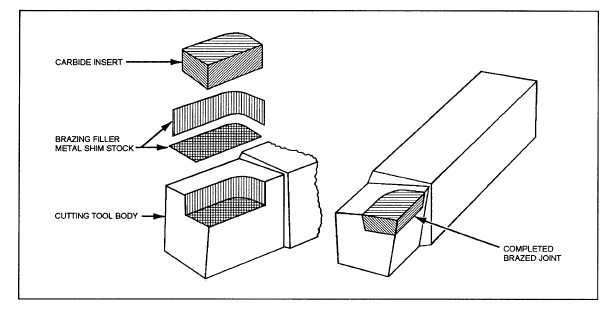 CARBIDE INSERT
BRAZING FILLER
METAL SHIM STOCK
CUTTING TOOL BODY
COMPLETED
BRAZED JOINT